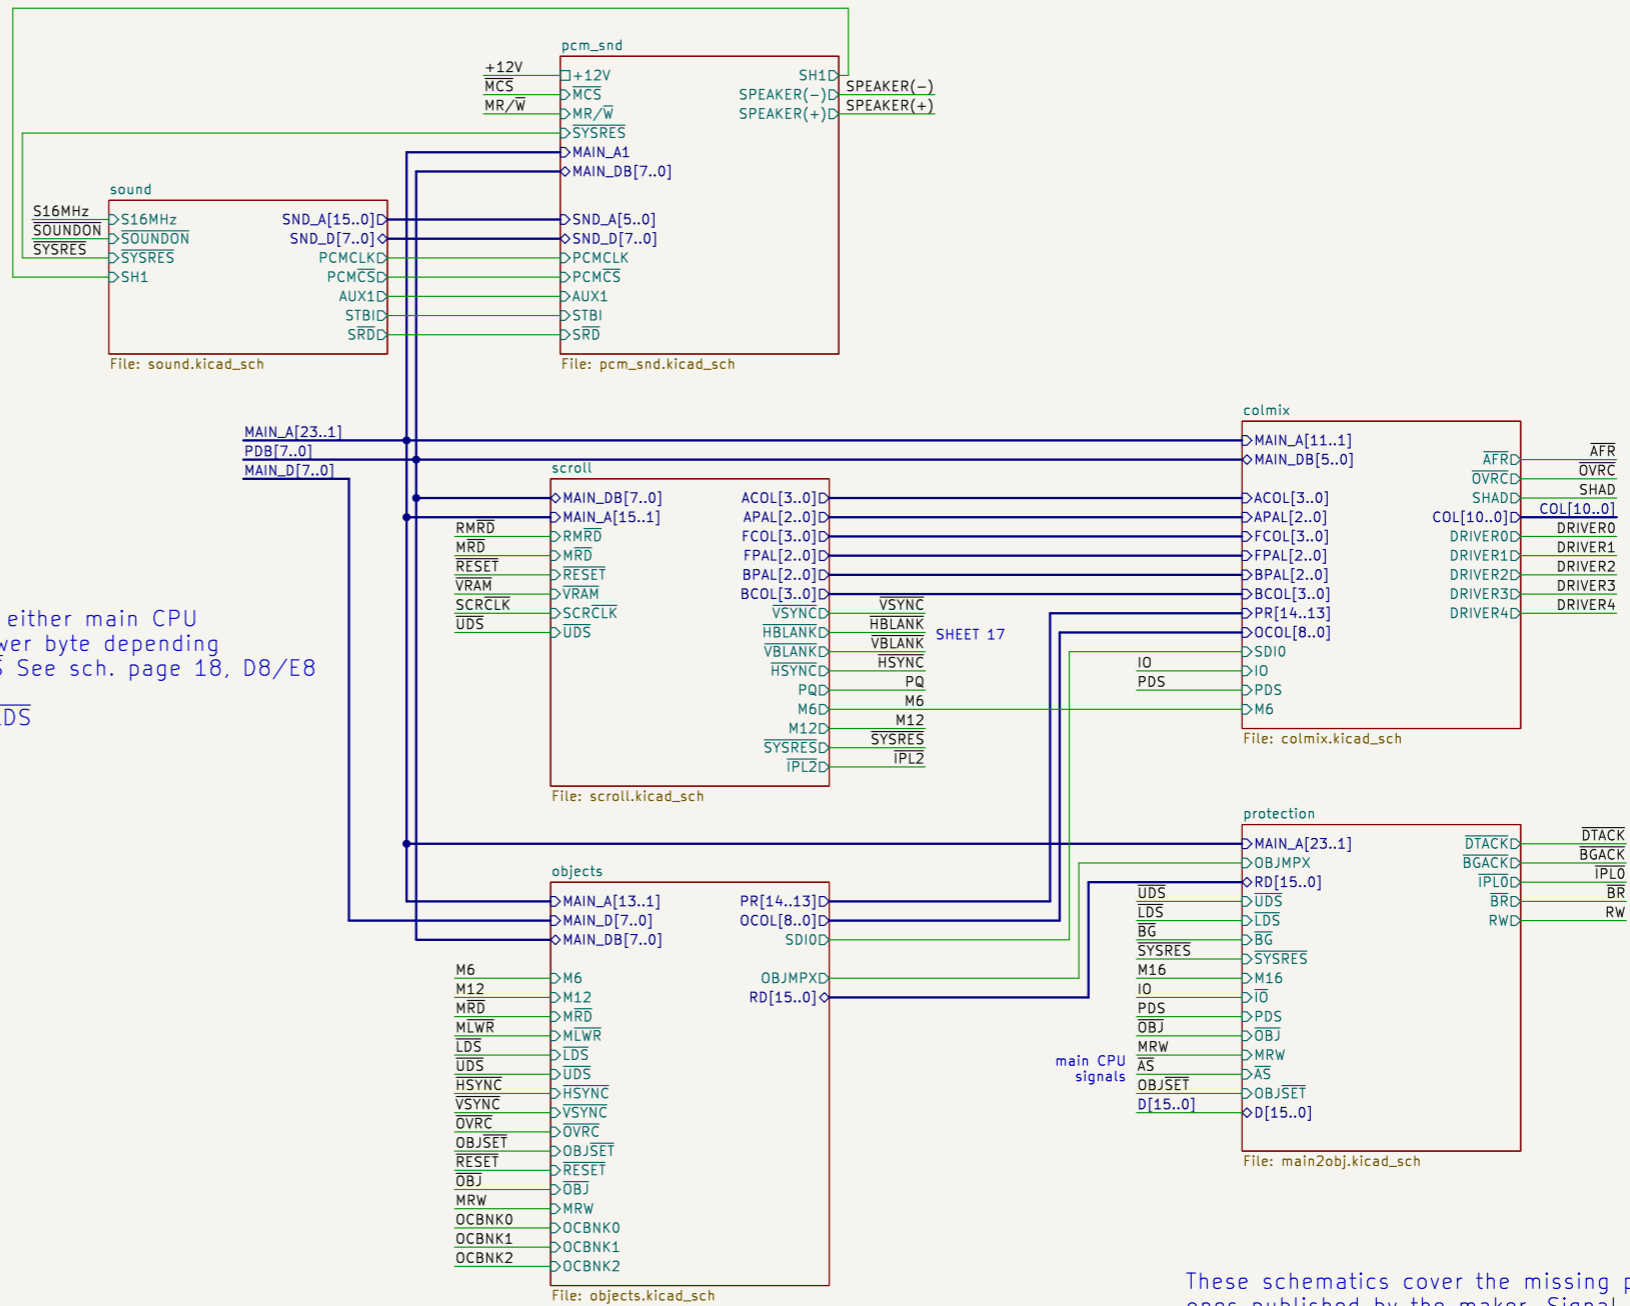 pcm_snd
+12V
MCS
MR/W
+12V
MCS
MR/W
SYSRES
MAIN_A1
MAIN_DB[7..0]
SND_A[5..0]
SND_D[7..0]
PCMCLK
PCMCS
AUX1
STBI
SRD
SH1
SPEAKER(-)
SPEAKER(+)
SPEAKER(-)
SPEAKER(+)
File: pcm_snd.kicad_sch
sound
S16MHz
SOUNDON
SYSRES
S16MHz
SOUNDON
SYSRES
SH1
SND_A[15..0]
SND_D[7..0]
PCMCLK
PCMCS
AUX1
STBI
SRD
File: sound.kicad_sch
MAIN_A[23..1]
PDB[7..0]
MAIN_D[7..0]
scroll
RMRD
MRD
RESET
VRAM
SCRCLK
UDS
MAIN_DB[7..0]
MAIN_A[15..1]
RMRD
MRD
RESET
VRAM
SCRCLK
UDS
ACOL[3..0]
APAL[2..0]
FCOL[3..0]
FPAL[2..0]
BPAL[2..0]
BCOL[3..0]
VSYNC
HBLANK
VBLANK
HSYNC
PQ
M6
M12
SYSRES
IPL2
VSYNC
HBLANK
VBLANK
HSYNC
PQ
M6
M12
SYSRES
IPL2
SHEET 17
File: scroll.kicad_sch
colmix
IO
PDS
MAIN_A[11..1]
MAIN_DB[5..0]
ACOL[3..0]
APAL[2..0]
FCOL[3..0]
FPAL[2..0]
BPAL[2..0]
BCOL[3..0]
PR[14..13]
OCOL[8..0]
SDI0
IO
PDS
M6
AFR
OVRC
SHAD
COL[10..0]
DRIVER0
DRIVER1
DRIVER2
DRIVER3
DRIVER4
AFR
OVRC
SHAD
COL[10..0]
DRIVER0
DRIVER1
DRIVER2
DRIVER3
DRIVER4
File: colmix.kicad_sch
either main CPU
wer byte depending
S See sch. page 18, D8/E8
LDS
objects
M6
M12
MRD
MLWR
LDS
UDS
HSYNC
VSYNC
OVRC
OBJSET
RESET
OBJ
MRW
OCBNK0
OCBNK1
OCBNK2
MAIN_A[13..1]
MAIN_D[7..0]
MAIN_DB[7..0]
M6
M12
MRD
MLWR
LDS
UDS
HSYNC
VSYNC
OVRC
OBJSET
RESET
OBJ
MRW
OCBNK0
OCBNK1
OCBNK2
PR[14..13]
OCOL[8..0]
SDI0
OBJMPX
RD[15..0]
File: objects.kicad_sch
protection
UDS
LDS
BG
SYSRES
M16
IO
PDS
OBJ
MRW
AS
OBJSET
D[15..0]
main CPU
signals
MAIN_A[23..1]
OBJMPX
RD[15..0]
UDS
LDS
BG
SYSRES
M16
IO
PDS
OBJ
MRW
AS
OBJSET
D[15..0]
DTACK
BGACK
IPL0
BR
RW
DTACK
BGACK
IPL0
BR
RW
File: main2obj.kicad_sch
These schematics cover the missing p
ones published by the maker. Signal